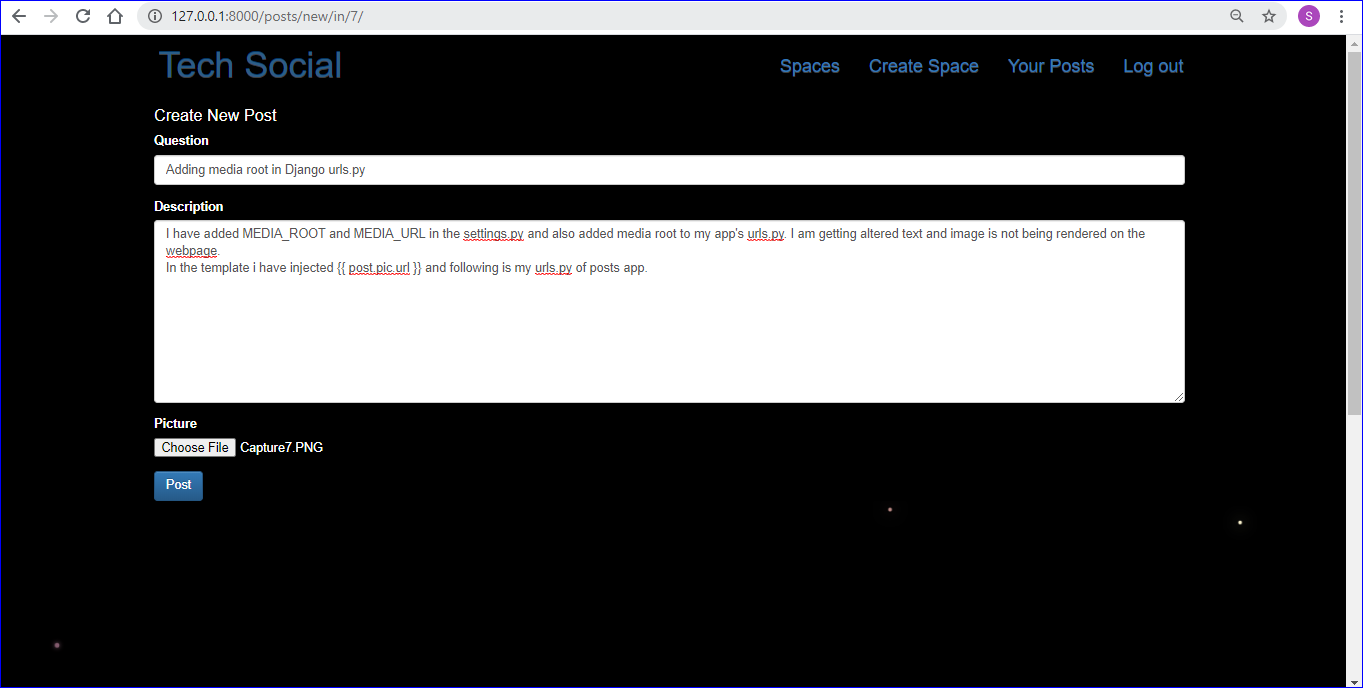 127.0.0.1:8000/posts/new/in/7/
S
Tech Social
Spaces
Create Space
Your Posts
Log out
Create New Post
Question
Adding media root in Django urls.py
Description
I have added MEDIA_ROOT and MEDIA_URL in the settings.py and also added media root to my app's urls.py. I am getting altered text and image is not being rendered on the
webpage.
In the template i have injected {{ post.pic.url }} and following is my urls.py of posts app.
Picture
Choose File Capture7.PNG
Post